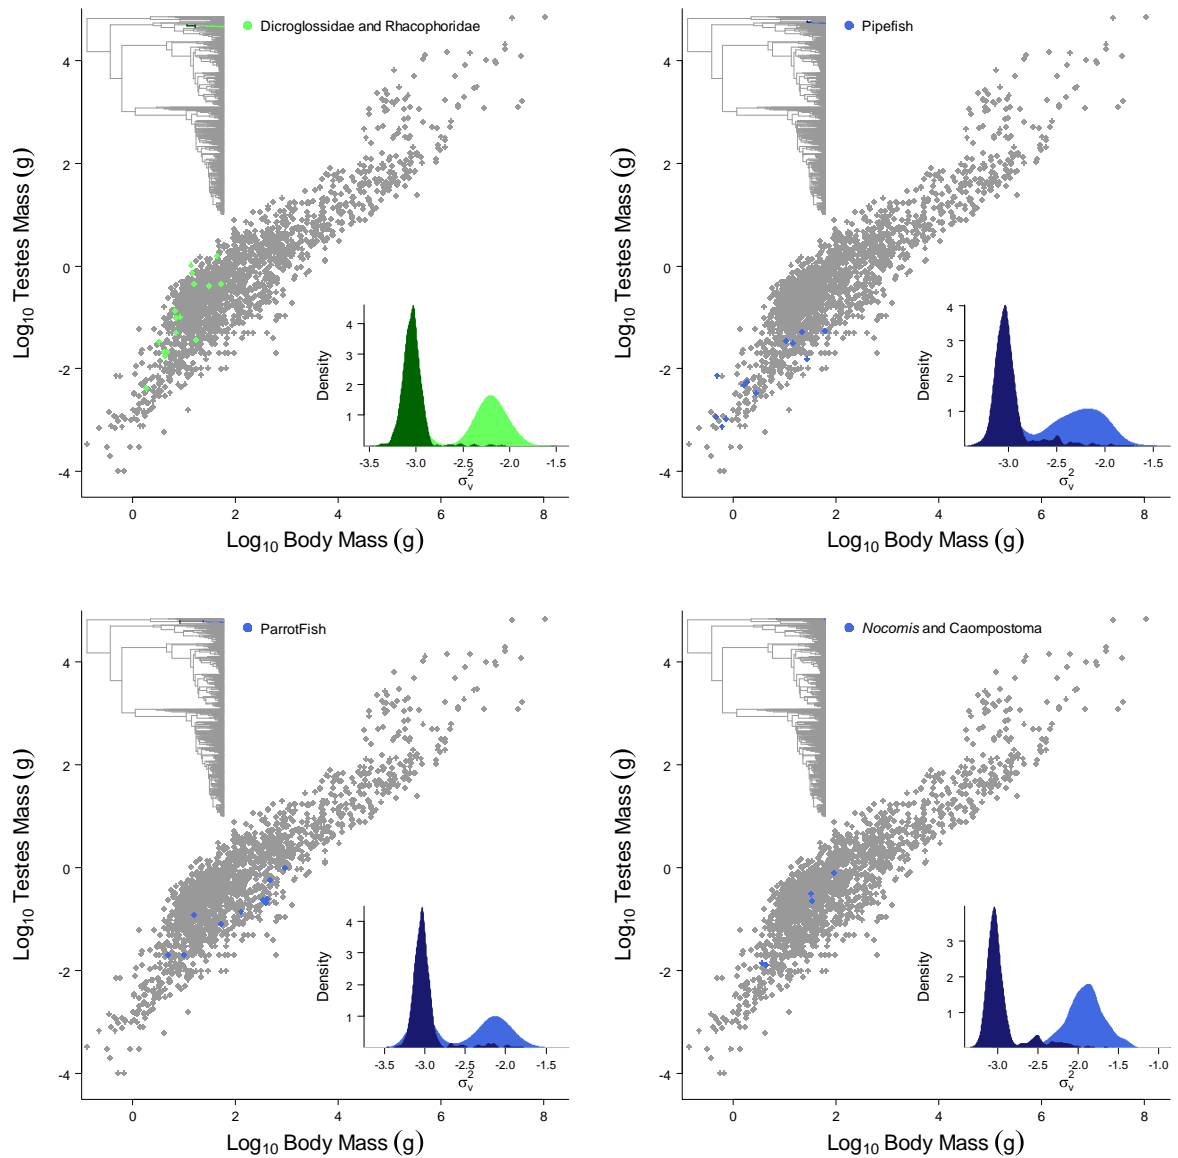 Dicroglossidae and Rhacophoridae
4
2
0
-2
-4
Log10 Testes Mass (g)
0 2 4 6 8
Log10 Body Mass (g)
Density
4
3
2
1
-3.5 -3.0 -2.5 -2.0 -1.5
σ²v
Pipefish
4
2
0
-2
-4
Log10 Testes Mass (g)
0 2 4 6 8
Log10 Body Mass (g)
Density
4
3
2
1
-3.0 -2.5 -2.0 -1.5
σ²v
ParrotFish
4
2
0
-2
-4
Log10 Testes Mass (g)
0 2 4 6 8
Log10 Body Mass (g)
Density
4
3
2
1
-3.5 -3.0 -2.5 -2.0 -1.5
σ²v
Nocomis and Caompostoma
4
2
0
-2
-4
Log10 Testes Mass (g)
0 2 4 6 8
Log10 Body Mass (g)
Density
3
2
1
-3.0 -2.5 -2.0 -1.5 -1.0
σ²v